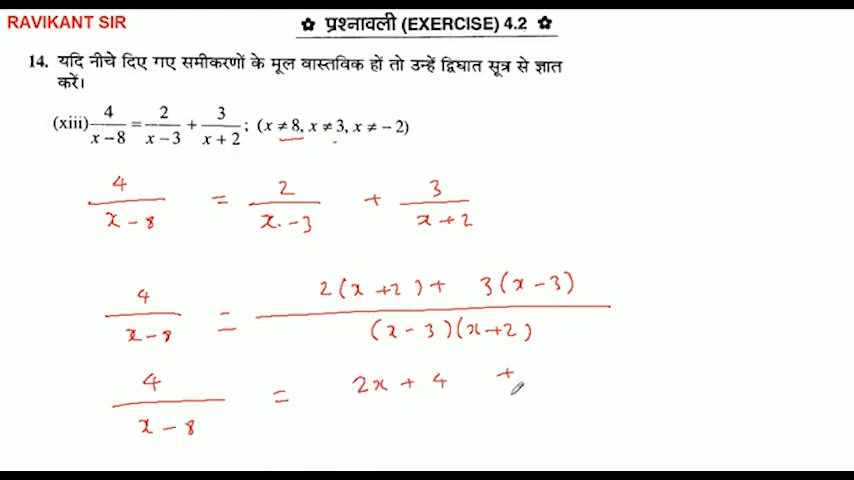 RAVIKANT SIR
✿ प्रश्नावली (EXERCISE) 4.2 ✿
14. यदि नीचे दिए गए समीकरणों के मूल वास्तविक हों तो उन्हें द्विघात सूत्र से ज्ञात
करें।
(xiii) 4/(x−8) = 2/(x−3) + 3/(x+2); (x ≠ 8, x ≠ 3, x ≠ −2)
4/(x−8) = 2/(x.−3) + 3/(x+2)
4/(x−8) = (2(x+2) + 3(x−3))/((x−3)(x+2))
4/(x−8) = 2x + 4 +